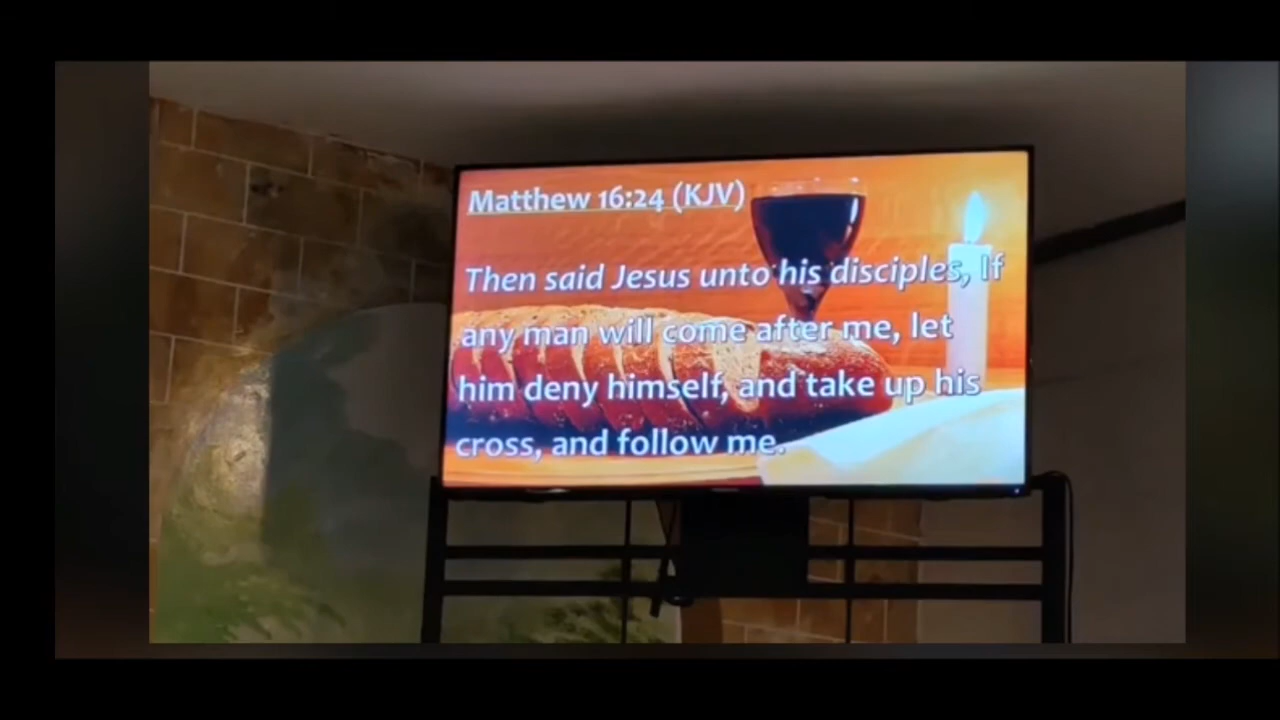 Matthew 16:24 (KJV)
Then said Jesus unto his disciples, If
any man will come after me, let
him deny himself, and take up his
cross, and follow me.